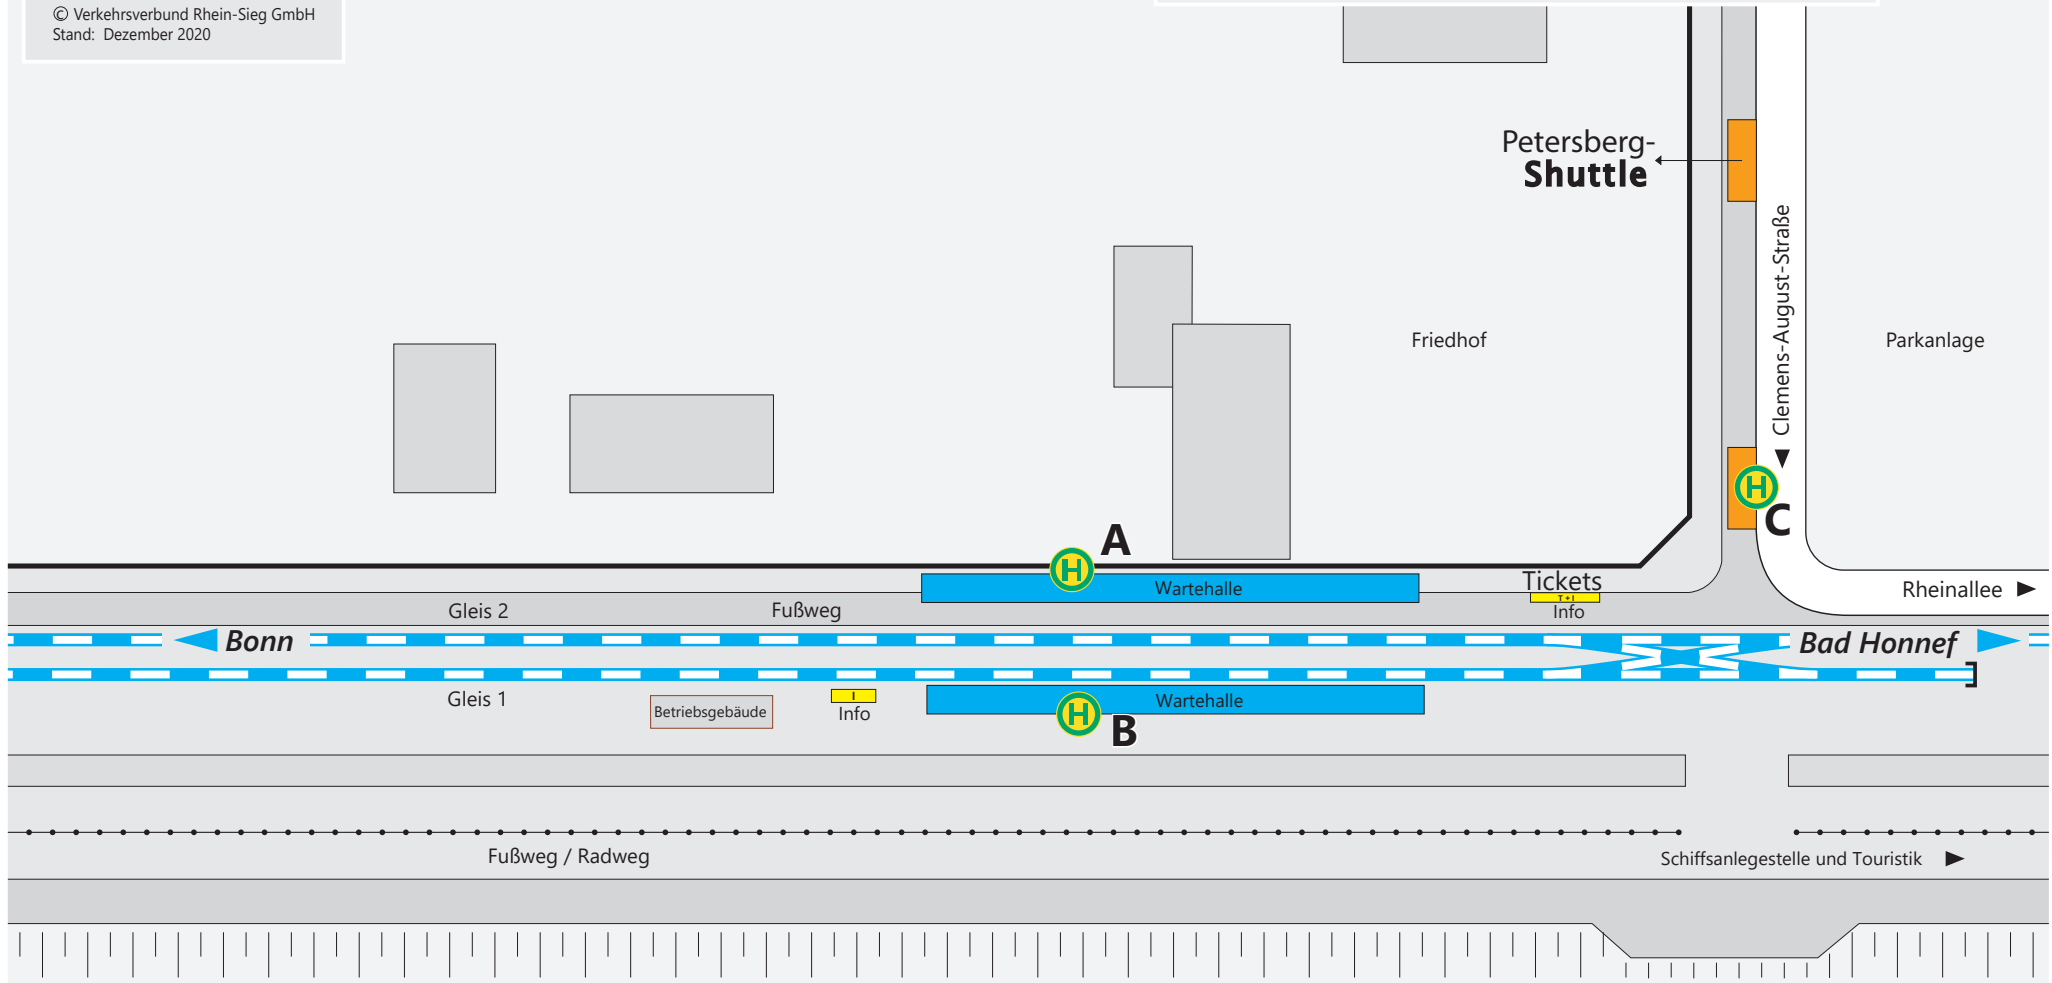 © Verkehrsverbund Rhein-Sieg GmbH
Stand: Dezember 2020
Petersberg-
Shuttle
Clemens-August-Straße
Friedhof
Parkanlage
H
C
A
H
Wartehalle
Tickets
T + I
Info
Rheinallee
Gleis 2
Fußweg
Bonn
Bad Honnef
Gleis 1
Betriebsgebäude
I
Info
Wartehalle
H
B
Fußweg / Radweg
Schiffsanlegestelle und Touristik